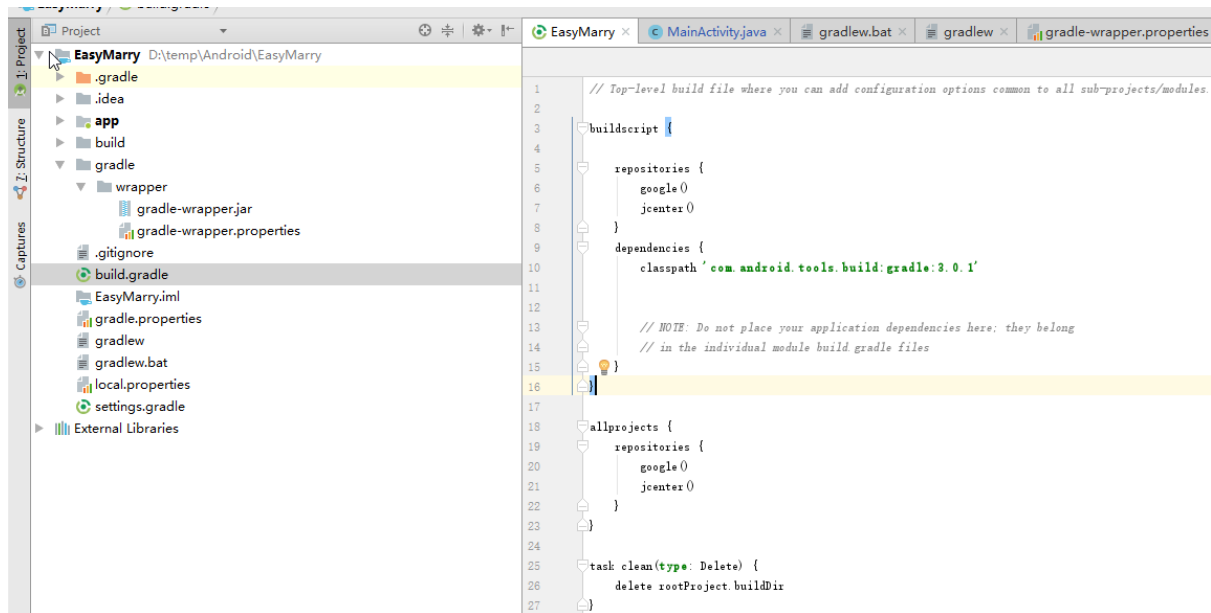 1: Project
Z: Structure
Captures
Project
EasyMarry D:\temp\Android\EasyMarry
.gradle
.idea
app
build
gradle
wrapper
gradle-wrapper.jar
gradle-wrapper.properties
.gitignore
build.gradle
EasyMarry.iml
gradle.properties
gradlew
gradlew.bat
local.properties
settings.gradle
External Libraries
EasyMarry MainActivity.java gradlew.bat gradlew gradle-wrapper.properties
1 // Top-level build file where you can add configuration options common to all sub-projects/modules.
2
3 buildscript {
4
5 repositories {
6 google()
7 jcenter()
8 }
9 dependencies {
10 classpath 'com.android.tools.build:gradle:3.0.1'
11
12
13 // NOTE: Do not place your application dependencies here; they belong
14 // in the individual module build.gradle files
15 }
16 }
17
18 allprojects {
19 repositories {
20 google()
21 jcenter()
22 }
23 }
24
25 task clean(type: Delete) {
26 delete rootProject.buildDir
27 }